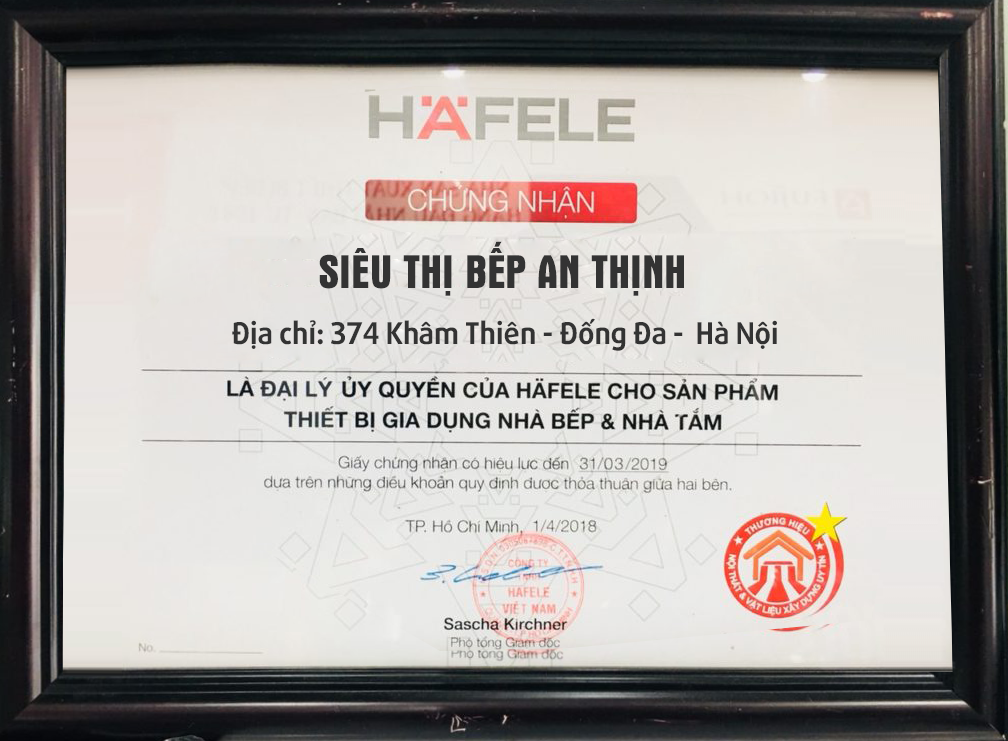 HÄFELE
CHỨNG NHẬN
SIÊU THỊ BẾP AN THỊNH
Địa chỉ: 374 Khâm Thiên - Đống Đa - Hà Nội
LÀ ĐẠI LÝ ỦY QUYỀN CỦA HÄFELE CHO SẢN PHẨM
THIẾT BỊ GIA DỤNG NHÀ BẾP & NHÀ TẮM
Giấy chứng nhận có hiệu lực đến 31/03/2019
dựa trên những điều khoản quy định được thỏa thuận giữa hai bên.
TP. Hồ Chí Minh, 1/4/2018
CÔNG TY
TNHH
HAFELE
VIỆT NAM
Sascha Kirchner
Phó tổng Giám đốc
Phó tổng Giám đốc
THƯƠNG HIỆU
NỘI THẤT & VẬT LIỆU XÂY DỰNG UY TÍN
No.